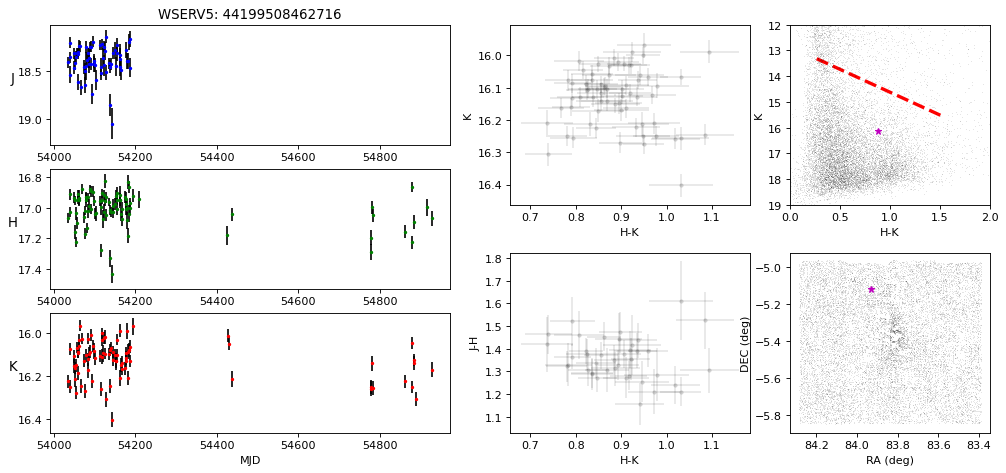 WSERV5: 44199508462716
J
18.5
19.0
54000 54200 54400 54600 54800
H
16.8
17.0
17.2
17.4
54000 54200 54400 54600 54800
K
16.0
16.2
16.4
54000 54200 54400 54600 54800
MJD
K
16.0
16.1
16.2
16.3
16.4
0.7 0.8 0.9 1.0 1.1
H-K
J-H
1.8
1.7
1.6
1.5
1.4
1.3
1.2
1.1
0.7 0.8 0.9 1.0 1.1
H-K
K
12
13
14
15
16
17
18
19
0.0 0.5 1.0 1.5 2.0
H-K
DEC (deg)
−5.0
−5.2
−5.4
−5.6
−5.8
84.2 84.0 83.8 83.6 83.4
RA (deg)